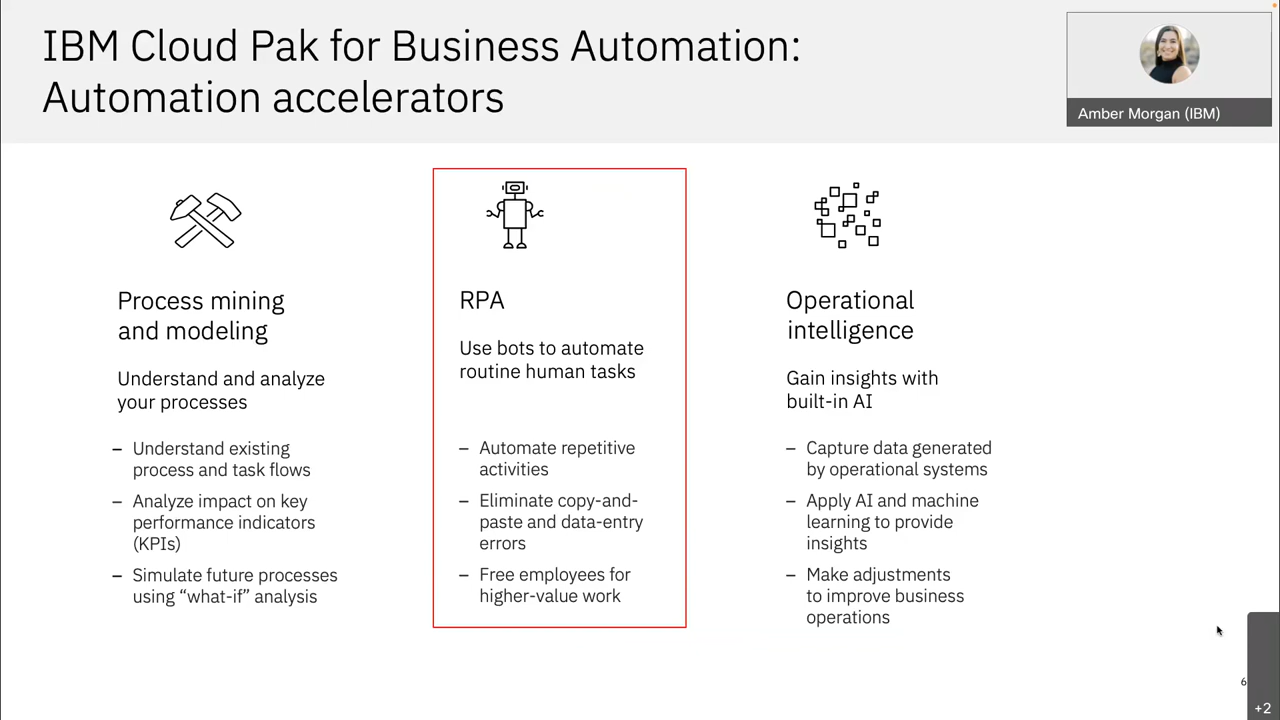 IBM Cloud Pak for Business Automation:
Automation accelerators
Amber Morgan (IBM)
Process mining
and modeling
Understand and analyze
your processes
– Understand existing
process and task flows
– Analyze impact on key
performance indicators
(KPIs)
– Simulate future processes
using “what-if” analysis
RPA
Use bots to automate
routine human tasks
– Automate repetitive
activities
– Eliminate copy-and-
paste and data-entry
errors
– Free employees for
higher-value work
Operational
intelligence
Gain insights with
built-in AI
– Capture data generated
by operational systems
– Apply AI and machine
learning to provide
insights
– Make adjustments
to improve business
operations
6
+2